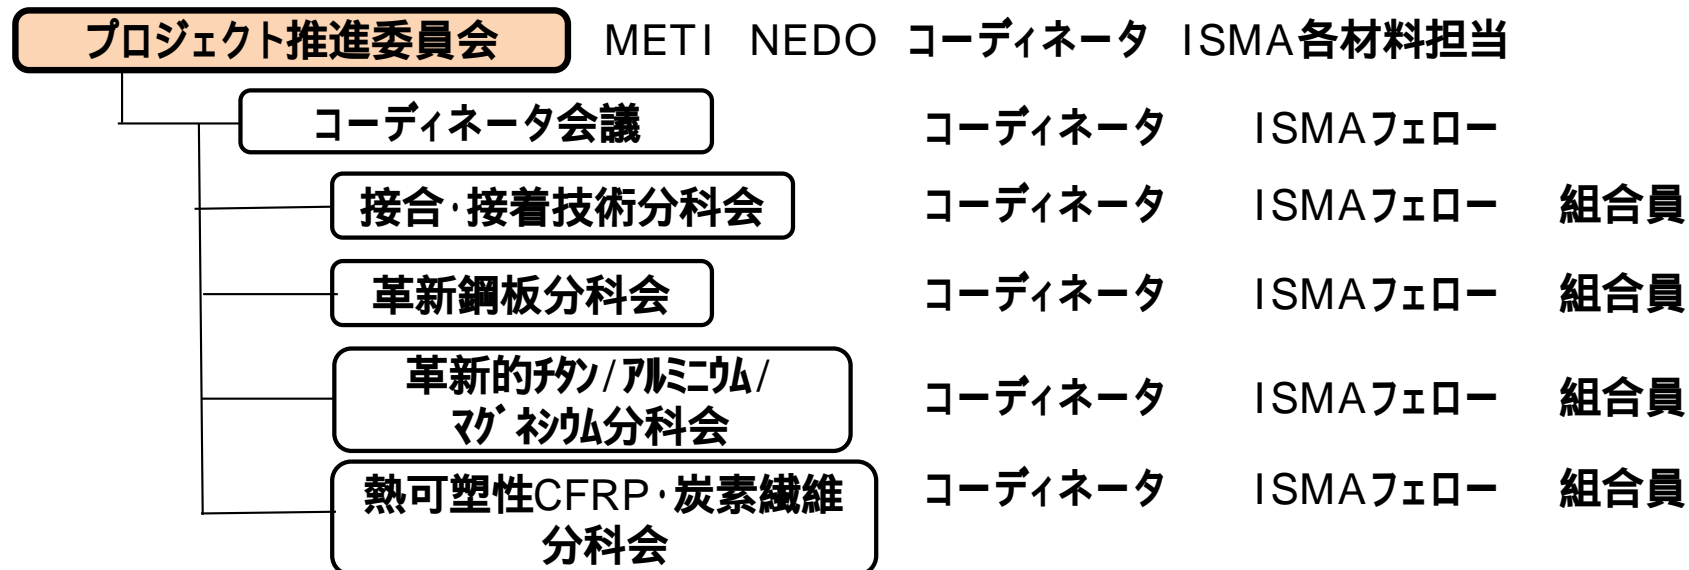 プロジェクト推進委員会 METI NEDO コーディネータ ISMA各材料担当
コーディネータ会議 コーディネータ ISMAフェロー
接合・接着技術分科会 コーディネータ ISMAフェロー 組合員
革新鋼板分科会 コーディネータ ISMAフェロー 組合員
革新的ﾁﾀﾝ/ｱﾙﾐﾆｳﾑ/
ﾏｸﾞﾈｼｳﾑ分科会 コーディネータ ISMAフェロー 組合員
熱可塑性CFRP・炭素繊維
分科会 コーディネータ ISMAフェロー 組合員